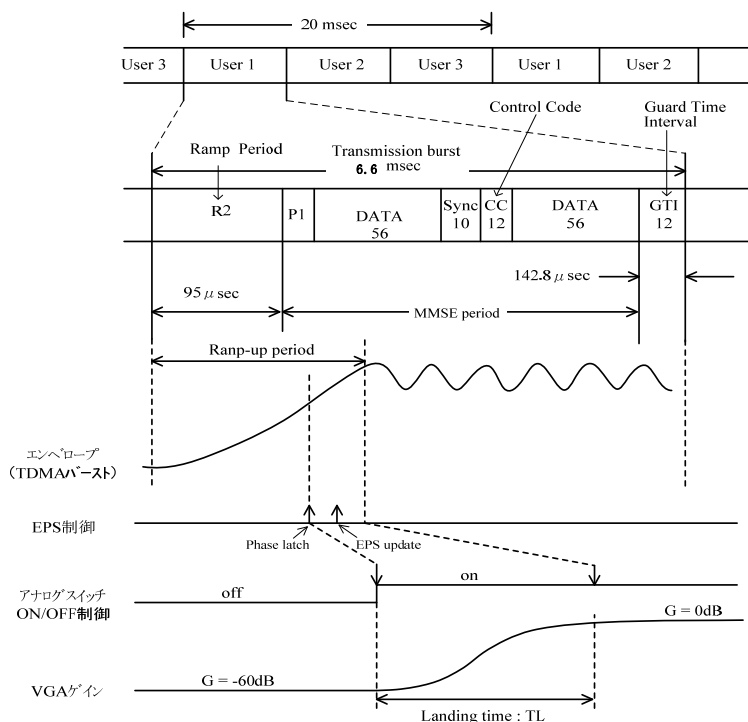 20 msec
User 3
User 1
User 2
User 3
User 1
User 2
Control Code
Guard Time
Interval
Ramp Period
Transmission burst
6.6 msec
R2
P1
DATA
56
Sync
10
CC
12
DATA
56
GTI
12
142.8μsec
95μsec
MMSE period
Ranp-up period
エンベロープ
(TDMAバースト)
EPS制御
Phase latch
EPS update
アナログスイッチ
ON/OFF制御
off
on
G = 0dB
VGAゲイン
G = -60dB
Landing time : TL